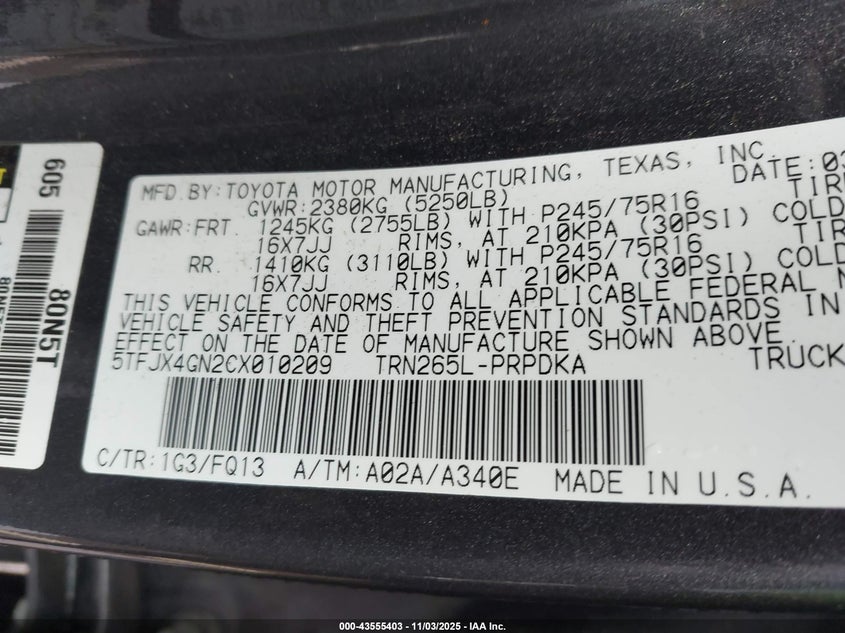 605
80N5T
MFD.BY:TOYOTA MOTOR MANUFACTURING, TEXAS, INC.
GVWR:2380KG (5250LB) DATE:03
GAWR:FRT. 1245KG (2755LB) WITH P245/75R16 TIR
16X7JJ RIMS, AT 210KPA (30PSI) COLD
RR. 1410KG (3110LB) WITH P245/75R16 TIR
16X7JJ RIMS, AT 210KPA (30PSI) COLD
THIS VEHICLE CONFORMS TO ALL APPLICABLE FEDERAL M
VEHICLE SAFETY AND THEFT PREVENTION STANDARDS IN
EFFECT ON THE DATE OF MANUFACTURE SHOWN ABOVE.
5TFJX4GN2CX010209 TRN265L-PRPDKA TRUCK
C/TR:1G3/FQ13 A/TM:A02A/A340E MADE IN U.S.A.
000-43555403 - 11/03/2025 - IAA Inc.